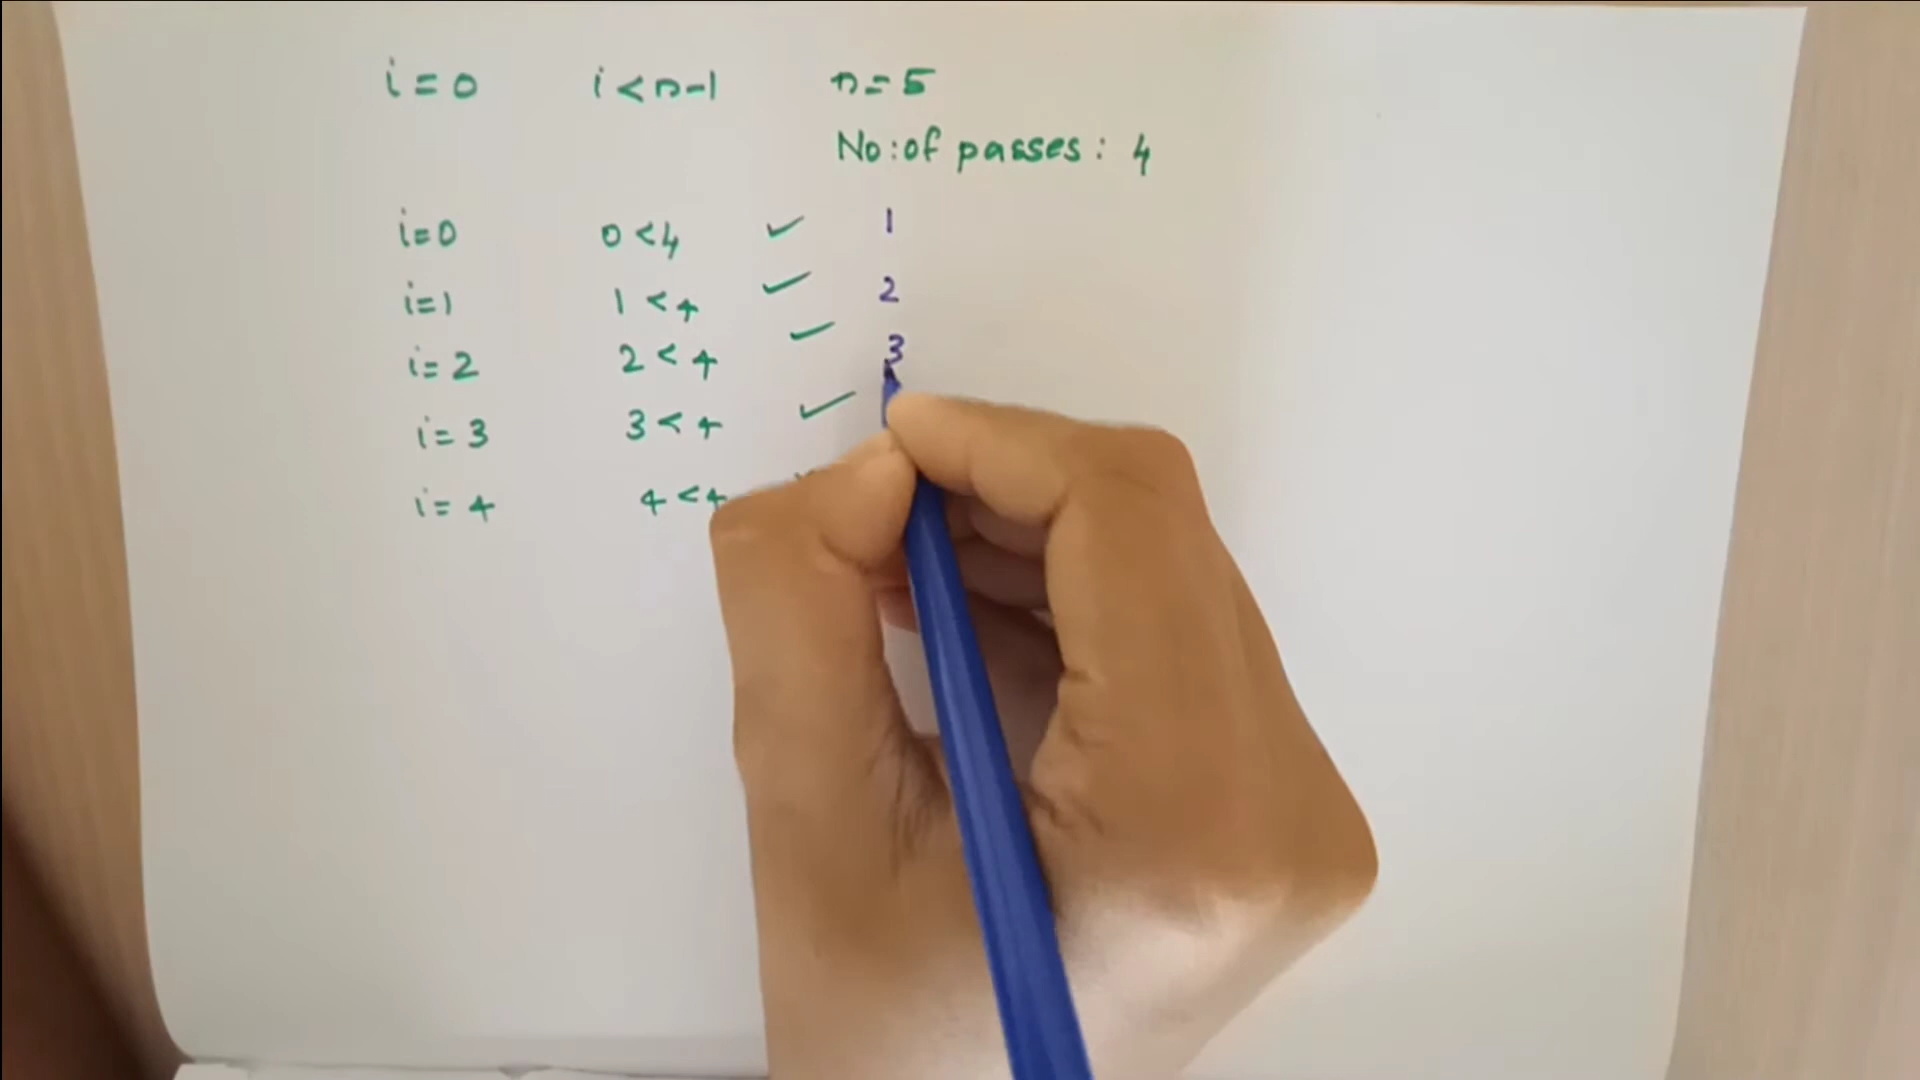 i=0 i<n-1 n=5
No:of passes: 4
i=0 0<4 ✓ 1
i=1 1<4 ✓ 2
i=2 2<4 ✓ 3
i=3 3<4 ✓
i=4 4<4